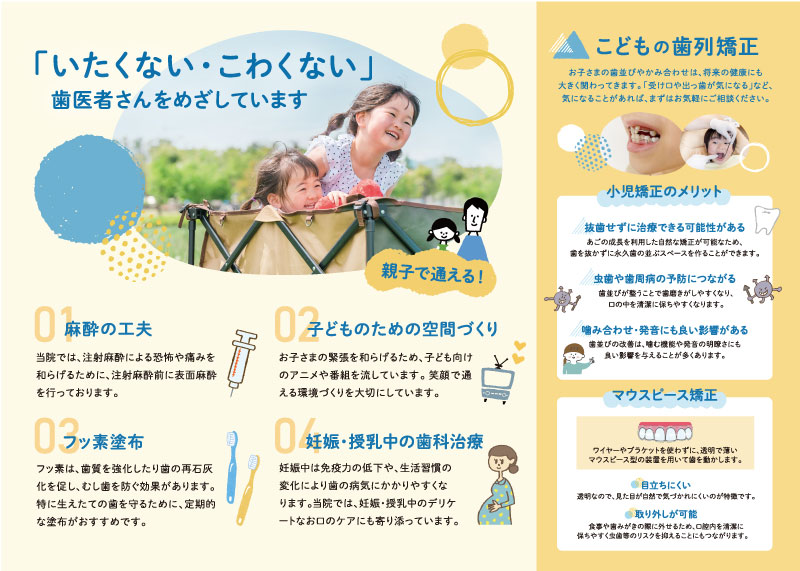 「いたくない・こわくない」
歯医者さんをめざしています
親子で通える!
01
麻酔の工夫
当院では、注射麻酔による恐怖や痛みを
和らげるために、注射麻酔前に表面麻酔
を行っております。
02
子どものための空間づくり
お子さまの緊張を和らげるため、子ども向け
のアニメや番組を流しています。笑顔で通
える環境づくりを大切にしています。
03
フッ素塗布
フッ素は、歯質を強化したり歯の再石灰
化を促し、むし歯を防ぐ効果があります。
特に生えたての歯を守るために、定期的
な塗布がおすすめです。
04
妊娠・授乳中の歯科治療
妊娠中は免疫力の低下や、生活習慣の
変化により歯の病気にかかりやすくな
ります。当院では、妊娠・授乳中のデリケ
ートなお口のケアにも寄り添っています。
こどもの歯列矯正
お子さまの歯並びやかみ合わせは、将来の健康にも
大きく関わってきます。「受け口や出っ歯が気になる」など、
気になることがあれば、まずはお気軽にご相談ください。
小児矯正のメリット
抜歯せずに治療できる可能性がある
あごの成長を利用した自然な矯正が可能なため、
歯を抜かずに永久歯の並ぶスペースを作ることができます。
虫歯や歯周病の予防につながる
歯並びが整うことで歯磨きがしやすくなり、
口の中を清潔に保ちやすくなります。
噛み合わせ・発音にも良い影響がある
歯並びの改善は、噛む機能や発音の明瞭さにも
良い影響を与えることが多くあります。
マウスピース矯正
ワイヤーやブラケットを使わずに、透明で薄い
マウスピース型の装置を用いて歯を動かします。
目立ちにくい
透明なので、見た目が自然で気づかれにくいのが特徴です。
取り外しが可能
食事や歯みがきの際に外せるため、口腔内を清潔に
保ちやすく虫歯等のリスクを抑えることにもつながります。